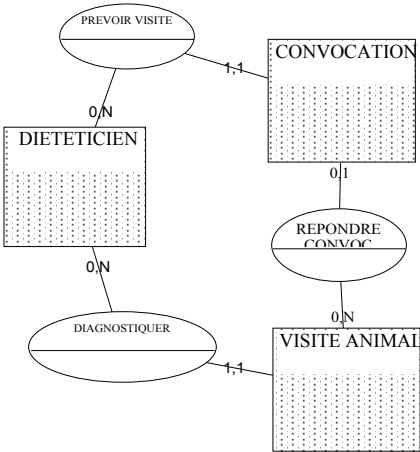 PREVOIR VISITE
CONVOCATION
1,1
0,N
DIETETICIEN
0,1
REPONDRE
CONVOC
0,N
0,N
DIAGNOSTIQUER
VISITE ANIMAL
1,1